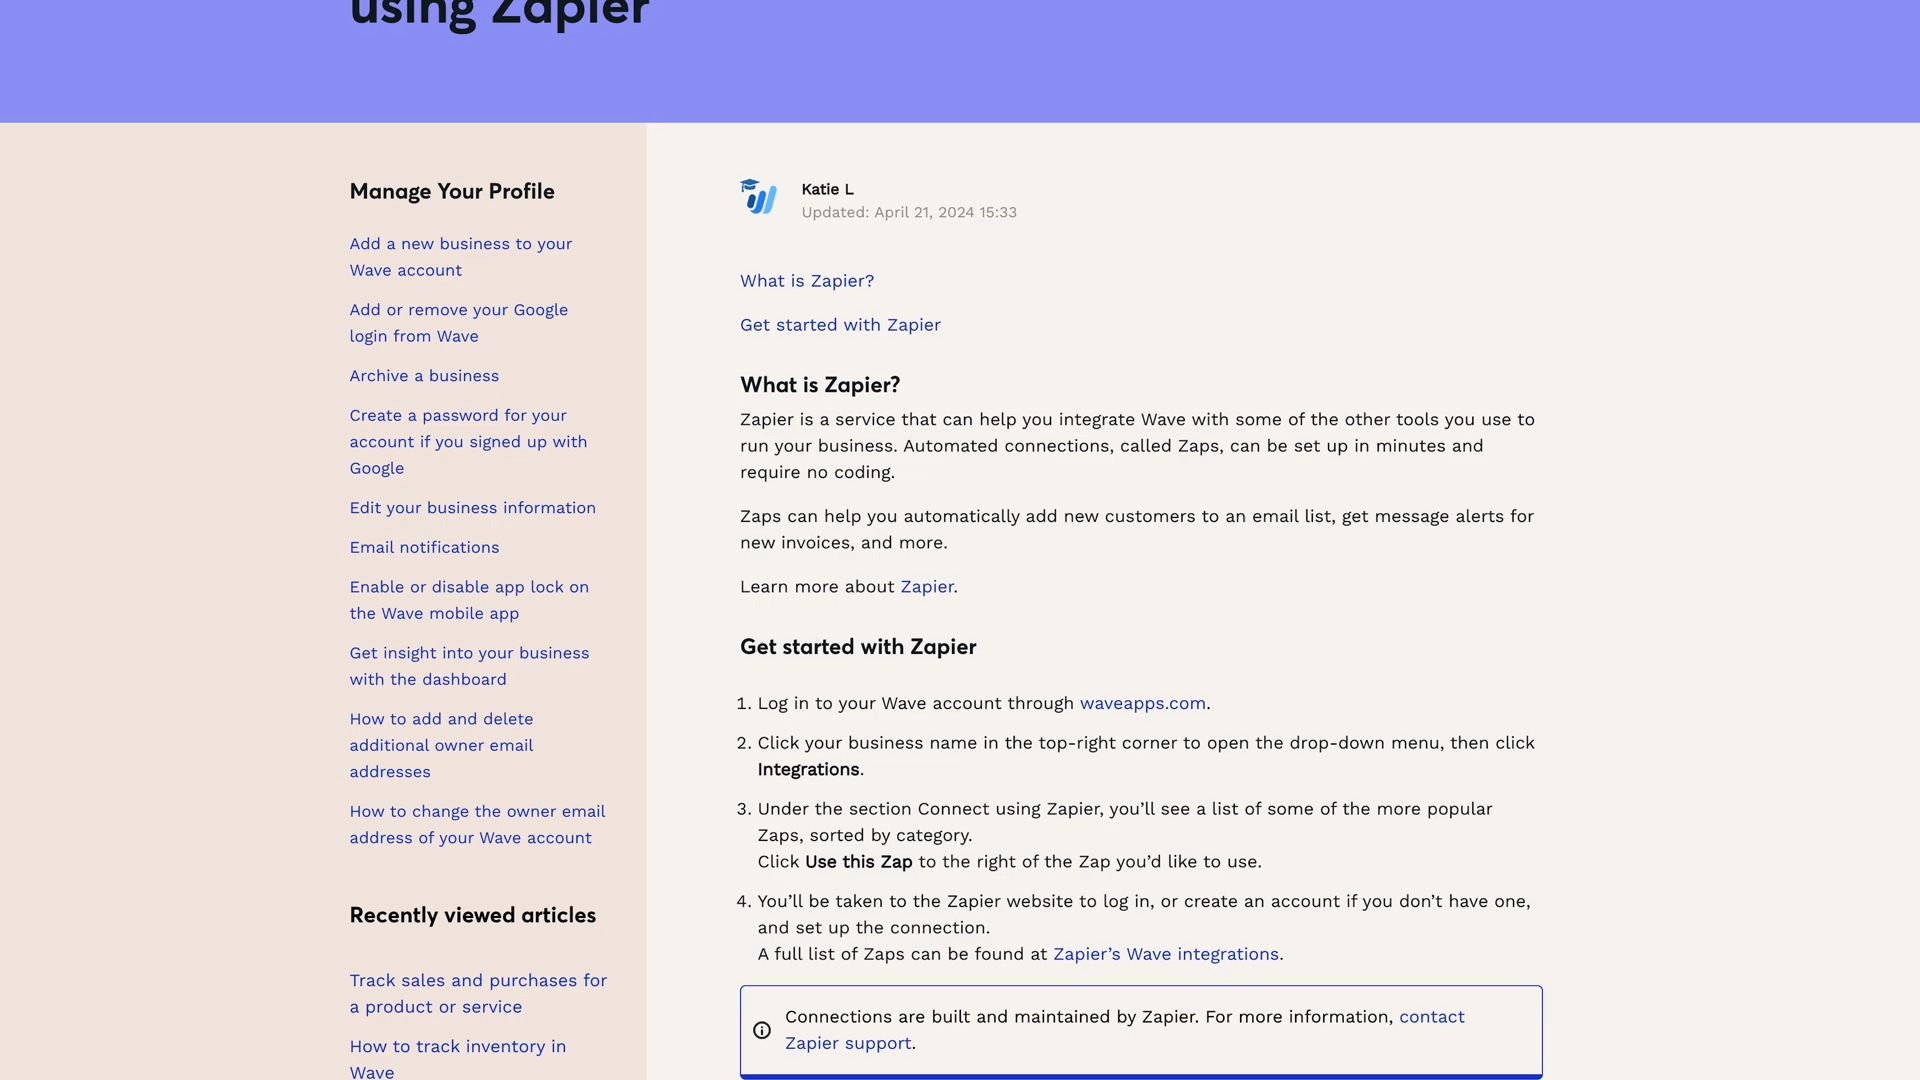 using Zapier
Manage Your Profile
Add a new business to your
Wave account
Add or remove your Google
login from Wave
Archive a business
Create a password for your
account if you signed up with
Google
Edit your business information
Email notifications
Enable or disable app lock on
the Wave mobile app
Get insight into your business
with the dashboard
How to add and delete
additional owner email
addresses
How to change the owner email
address of your Wave account
Recently viewed articles
Track sales and purchases for
a product or service
How to track inventory in
Wave
Katie L
Updated: April 21, 2024 15:33
What is Zapier?
Get started with Zapier
What is Zapier?
Zapier is a service that can help you integrate Wave with some of the other tools you use to
run your business. Automated connections, called Zaps, can be set up in minutes and
require no coding.
Zaps can help you automatically add new customers to an email list, get message alerts for
new invoices, and more.
Learn more about Zapier.
Get started with Zapier
1. Log in to your Wave account through waveapps.com.
2. Click your business name in the top-right corner to open the drop-down menu, then click
Integrations.
3. Under the section Connect using Zapier, you’ll see a list of some of the more popular
Zaps, sorted by category.
Click Use this Zap to the right of the Zap you’d like to use.
4. You’ll be taken to the Zapier website to log in, or create an account if you don’t have one,
and set up the connection.
A full list of Zaps can be found at Zapier’s Wave integrations.
Connections are built and maintained by Zapier. For more information, contact
Zapier support.